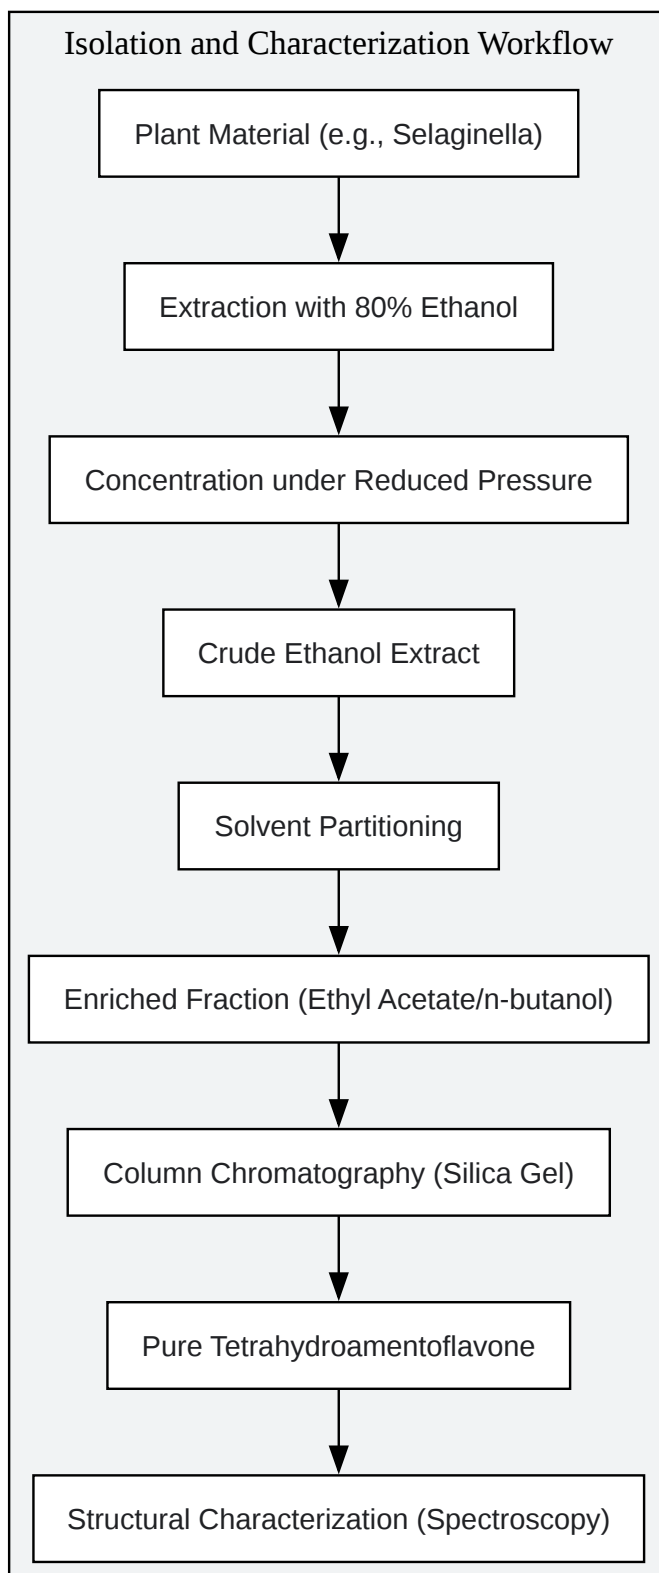 Isolation and Characterization Workflow
Plant Material (e.g., Selaginella)
Extraction with 80% Ethanol
Concentration under Reduced Pressure
Crude Ethanol Extract
Solvent Partitioning
Enriched Fraction (Ethyl Acetate/n-butanol)
Column Chromatography (Silica Gel)
Pure Tetrahydroamentoflavone
Structural Characterization (Spectroscopy)